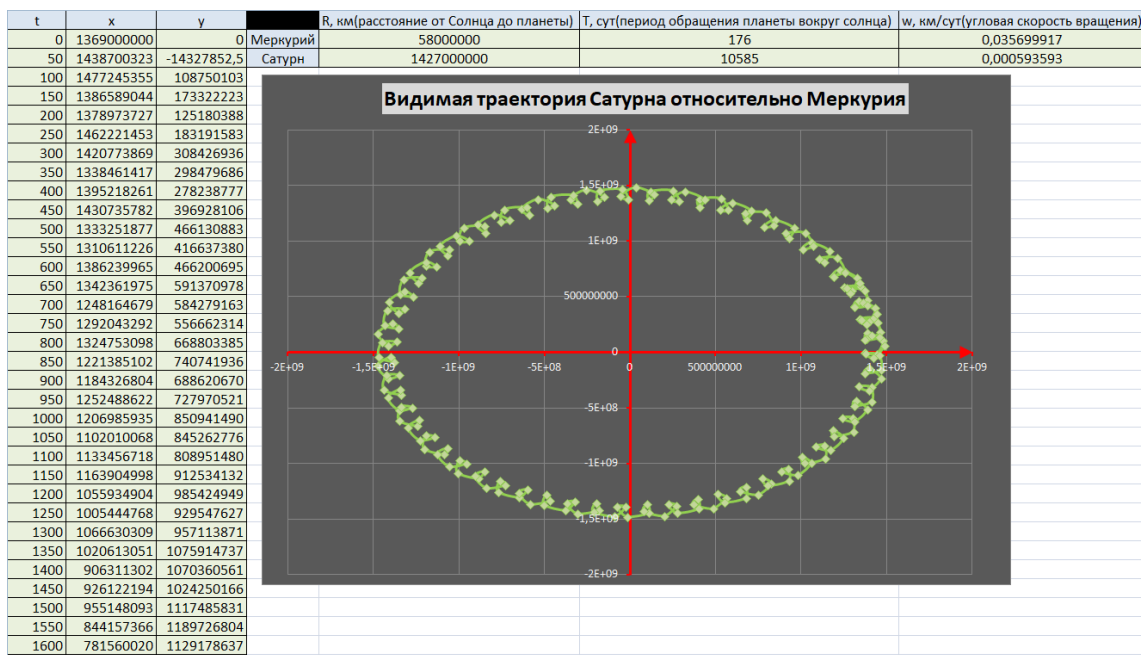 t x y R, км(расстояние от Солнца до планеты) T, сут(период обращения планеты вокруг солнца) w, км/сут(угловая скорость вращения)
0 1369000000 0 Меркурий 58000000 176 0,035699917
50 1438700323 -14327852,5 Сатурн 1427000000 10585 0,000593593
100 1477245355 108750103
150 1386589044 173322223
200 1378973727 125180388
250 1462221453 183191583
300 1420773869 308426936
350 1338461417 298479686
400 1395218261 278238777
450 1430735782 396928106
500 1333251877 466130883
550 1310611226 416637380
600 1386239965 466200695
650 1342361975 591370978
700 1248164679 584279163
750 1292043292 556662314
800 1324753098 668803385
850 1221385102 740741936
900 1184326804 688620670
950 1252488622 727970521
1000 1206985935 850941490
1050 1102010068 845262776
1100 1133456718 808951480
1150 1163904998 912534132
1200 1055934904 985424949
1250 1005444768 929547627
1300 1066630309 957113871
1350 1020613051 1075914737
1400 906311302 1070360561
1450 926122194 1024250166
1500 955148093 1117485831
1550 844157366 1189726804
1600 781560020 1129178637
Видимая траектория Сатурна относительно Меркурия
2E+09
1,5E+09
1E+09
500000000
0
-2E+09 -1,5E+09 -1E+09 -5E+08 0 500000000 1E+09 1,5E+09 2E+09
-5E+08
-1E+09
-1,5E+09
-2E+09